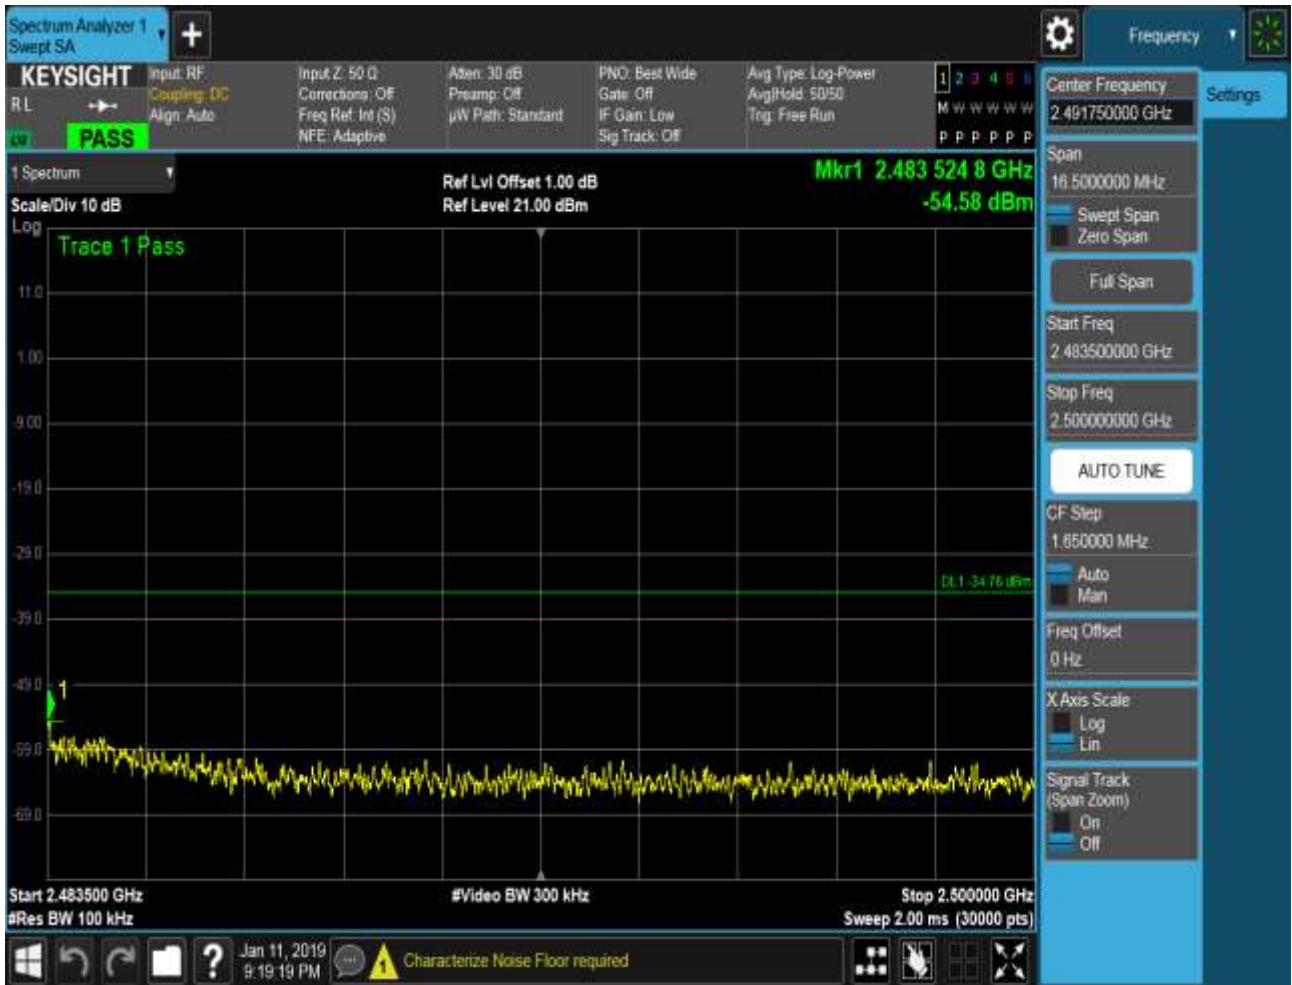 Spectrum Analyzer 1
Swept SA
Frequency
KEYSIGHT
RL
PASS
Input: RF
Coupling: DC
Align: Auto
Input Z: 50 Ω
Corrections: Off
Freq Ref: Int (S)
NFE: Adaptive
Atten: 30 dB
Preamp: Off
µW Path: Standard
PNO: Best Wide
Gate: Off
IF Gain: Low
Sig Track: Off
Avg Type: Log-Power
Avg|Hold: 50/50
Trig: Free Run
1 2 3 4 5 6
M W W W W W
P P P P P P
Center Frequency
2.491750000 GHz
Settings
Span
16.5000000 MHz
Swept Span
Zero Span
Full Span
Start Freq
2.483500000 GHz
Stop Freq
2.500000000 GHz
AUTO TUNE
CF Step
1.650000 MHz
Auto
Man
Freq Offset
0 Hz
X Axis Scale
Log
Lin
Signal Track
(Span Zoom)
On
Off
1 Spectrum
Scale/Div 10 dB
Ref Lvl Offset 1.00 dB
Ref Level 21.00 dBm
Mkr1 2.483 524 8 GHz
-54.58 dBm
Log
Trace 1 Pass
11.0
1.00
-9.00
-19.0
-29.0
DL1 -34.76 dBm
-39.0
-49.0
1
-59.0
-69.0
Start 2.483500 GHz
#Video BW 300 kHz
Stop 2.500000 GHz
#Res BW 100 kHz
Sweep 2.00 ms (30000 pts)
Jan 11, 2019
9:19:19 PM
Characterize Noise Floor required